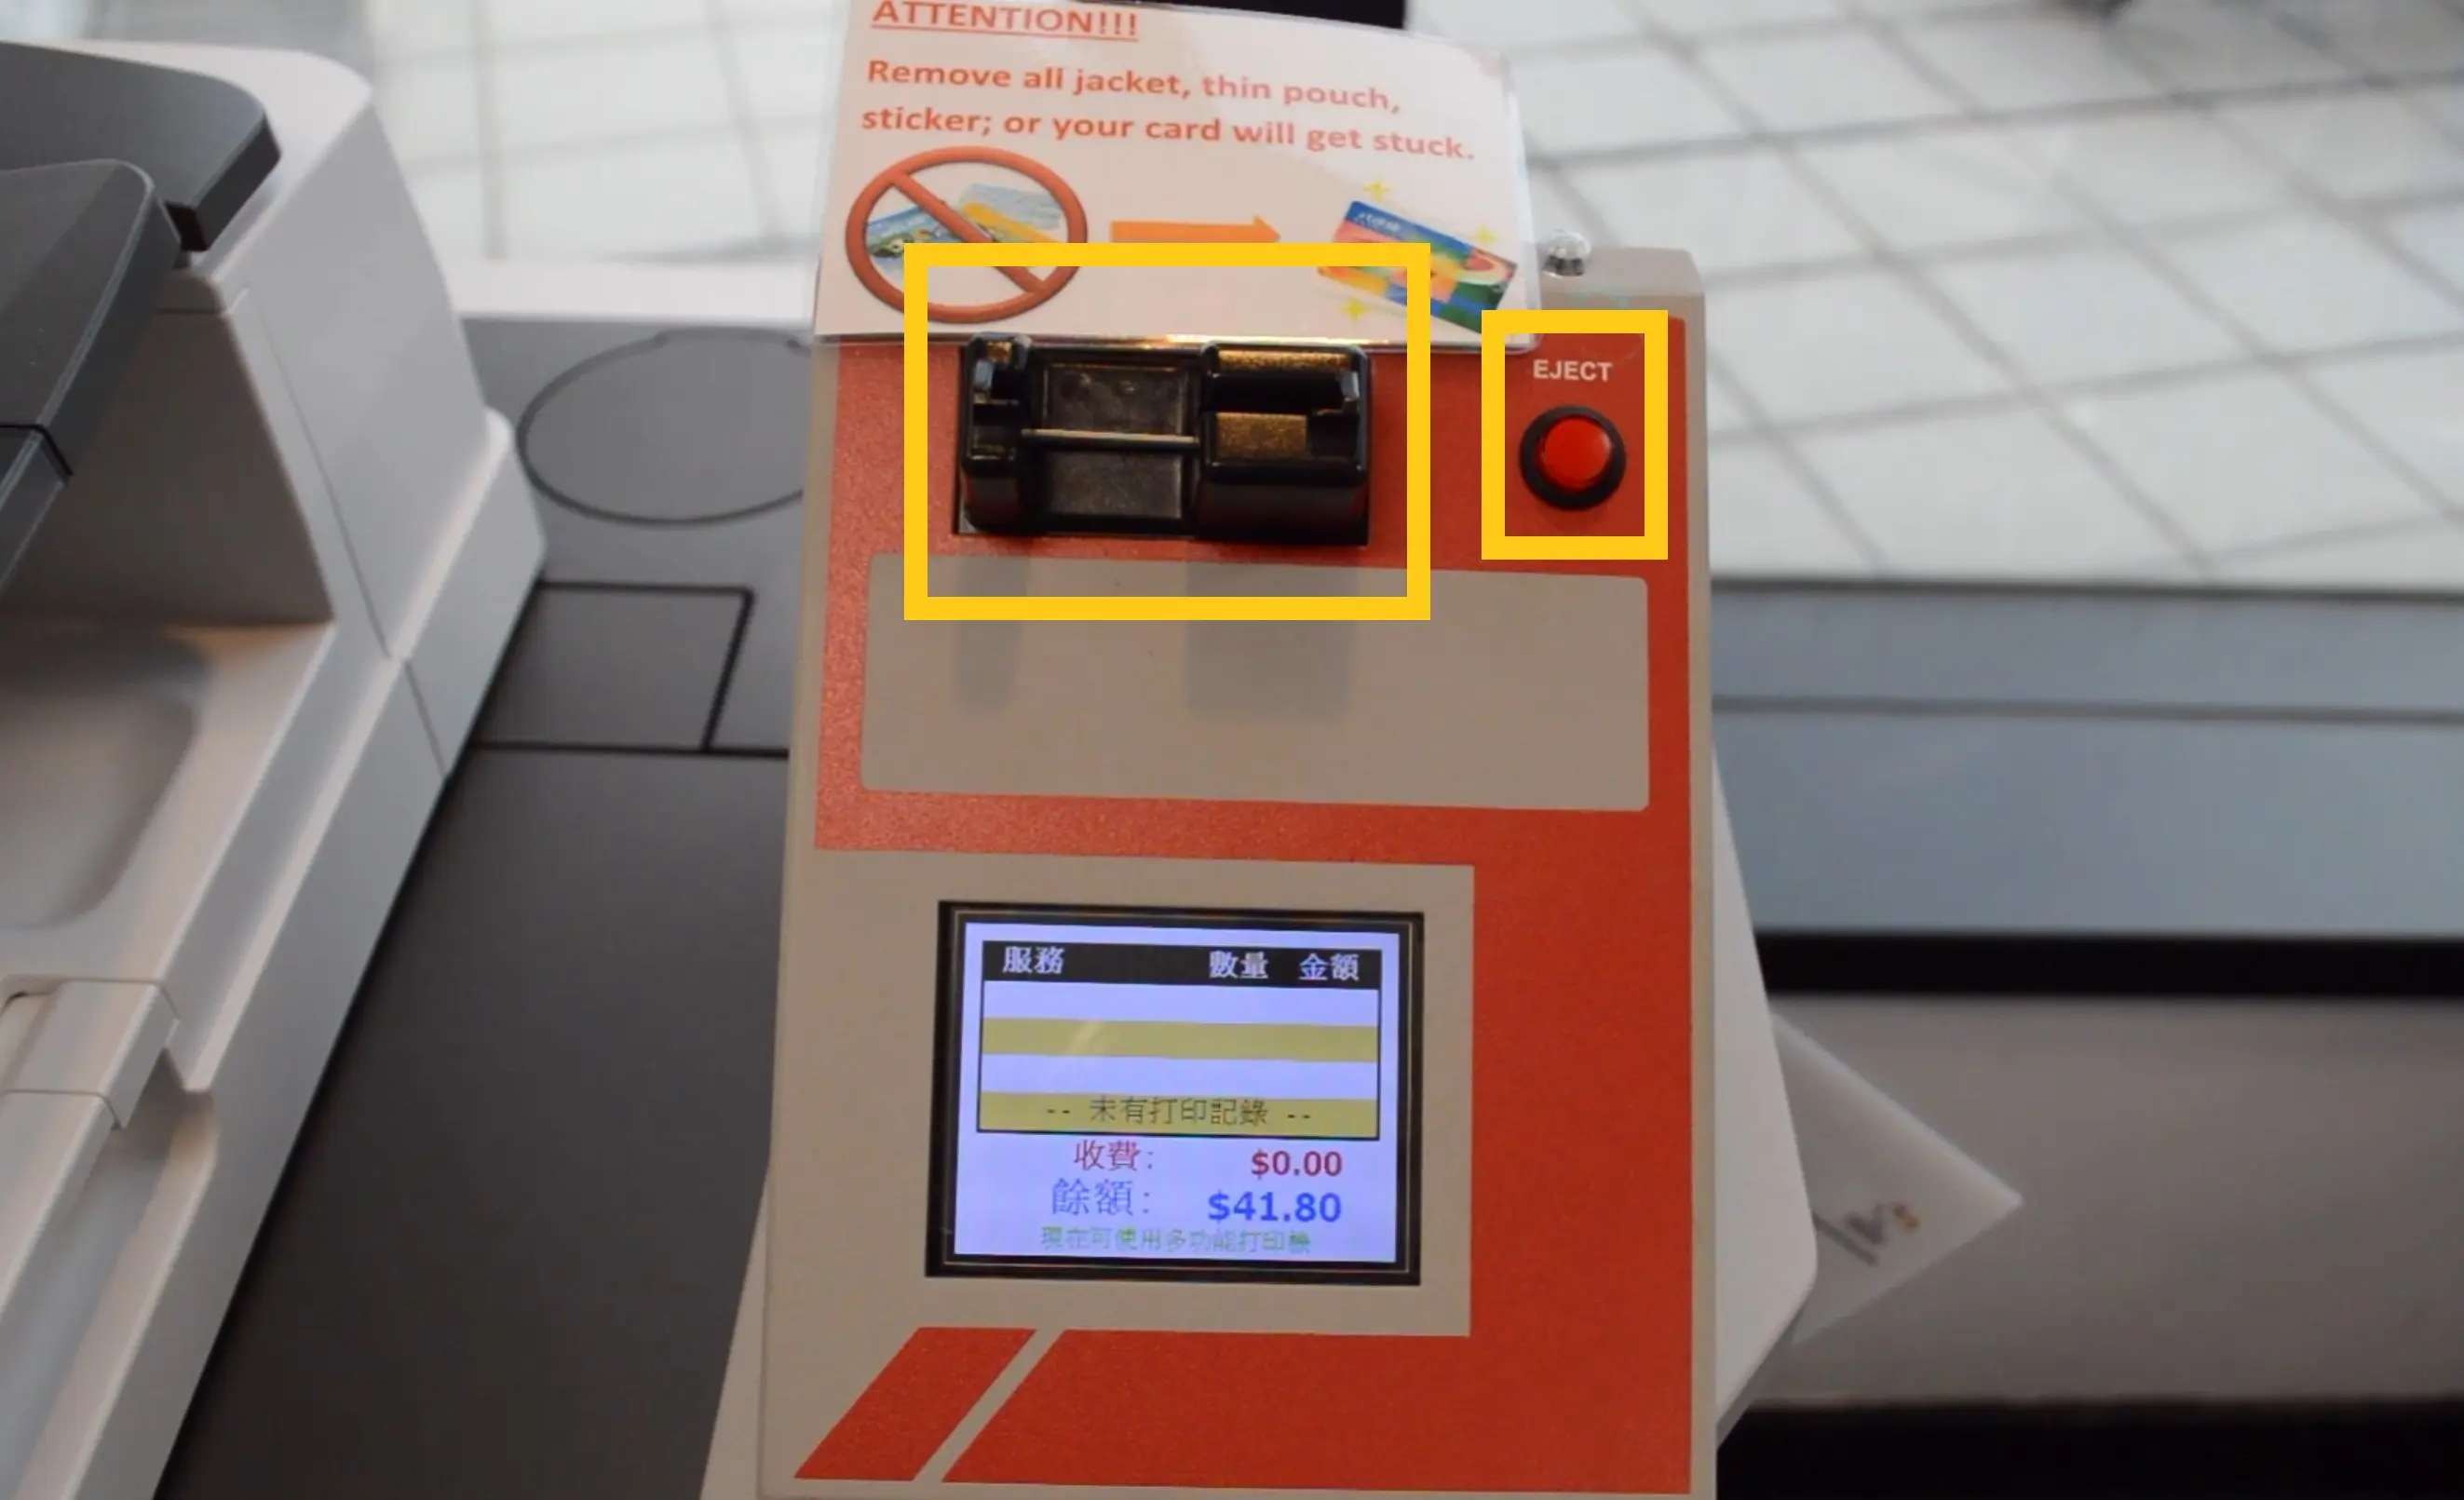 ATTENTION!!!
Remove all jacket, thin pouch,
sticker; or your card will get stuck.
EJECT
服務 數量 金額
-- 未有打印記錄 --
收費: $0.00
餘額: $41.80
現在可使用多功能打印機